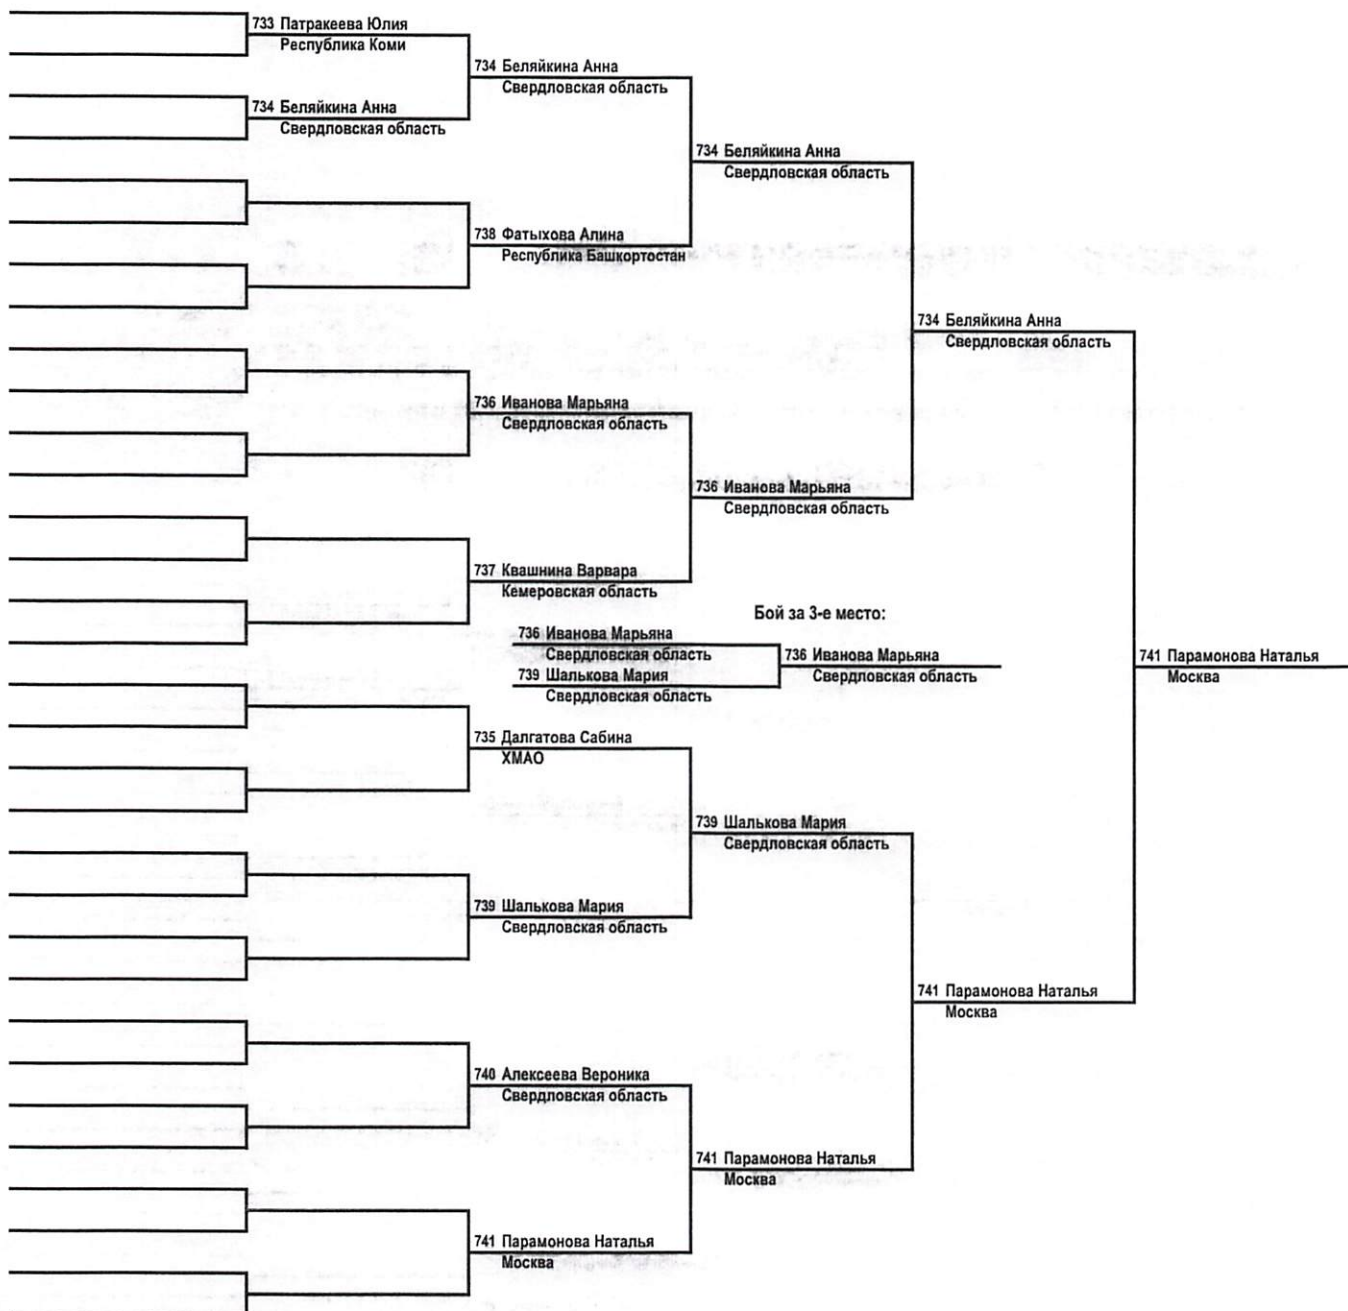 733 Патракеева Юлия
Республика Коми
734 Беляйкина Анна
Свердловская область
734 Беляйкина Анна
Свердловская область
734 Беляйкина Анна
Свердловская область
738 Фатыхова Алина
Республика Башкортостан
734 Беляйкина Анна
Свердловская область
736 Иванова Марьяна
Свердловская область
736 Иванова Марьяна
Свердловская область
737 Квашнина Варвара
Кемеровская область
Бой за 3-е место:
736 Иванова Марьяна
Свердловская область
739 Шалькова Мария
Свердловская область
736 Иванова Марьяна
Свердловская область
741 Парамонова Наталья
Москва
735 Далгатова Сабина
ХМАО
739 Шалькова Мария
Свердловская область
739 Шалькова Мария
Свердловская область
741 Парамонова Наталья
Москва
740 Алексеева Вероника
Свердловская область
741 Парамонова Наталья
Москва
741 Парамонова Наталья
Москва